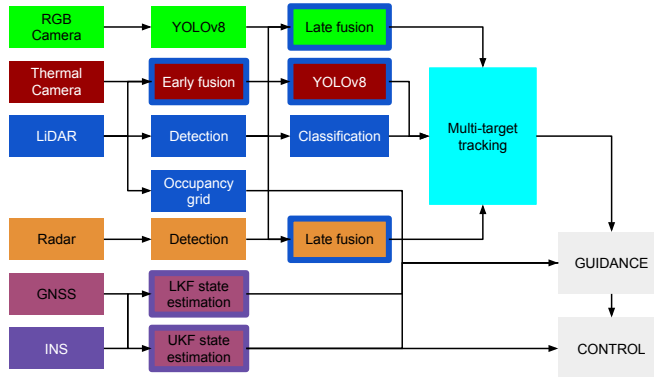 RGB
Camera
YOLOv8
Late fusion
Thermal
Camera
Early fusion
YOLOv8
LiDAR
Detection
Classification
Multi-target
tracking
Occupancy
grid
Radar
Detection
Late fusion
GUIDANCE
GNSS
LKF state
estimation
INS
UKF state
estimation
CONTROL